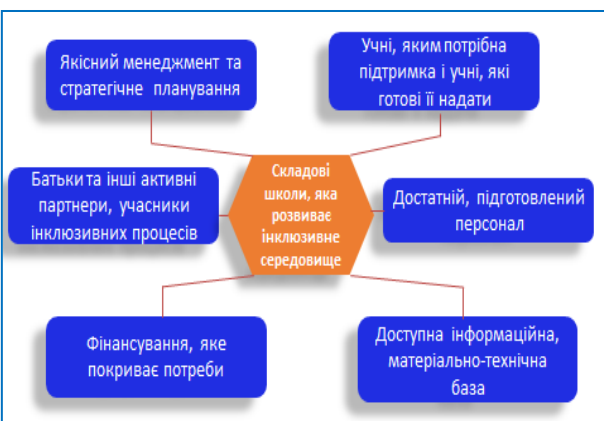 Якісний менеджмент та
стратегічне планування
Учні, яким потрібна
підтримка і учні, які
готові її надати
Батьки та інші активні
партнери, учасники
інклюзивних процесів
Складові
школи, яка
розвиває
інклюзивне
середовище
Достатній, підготовлений
персонал
Фінансування, яке
покриває потреби
Доступна інформаційна,
матеріально-технічна
база